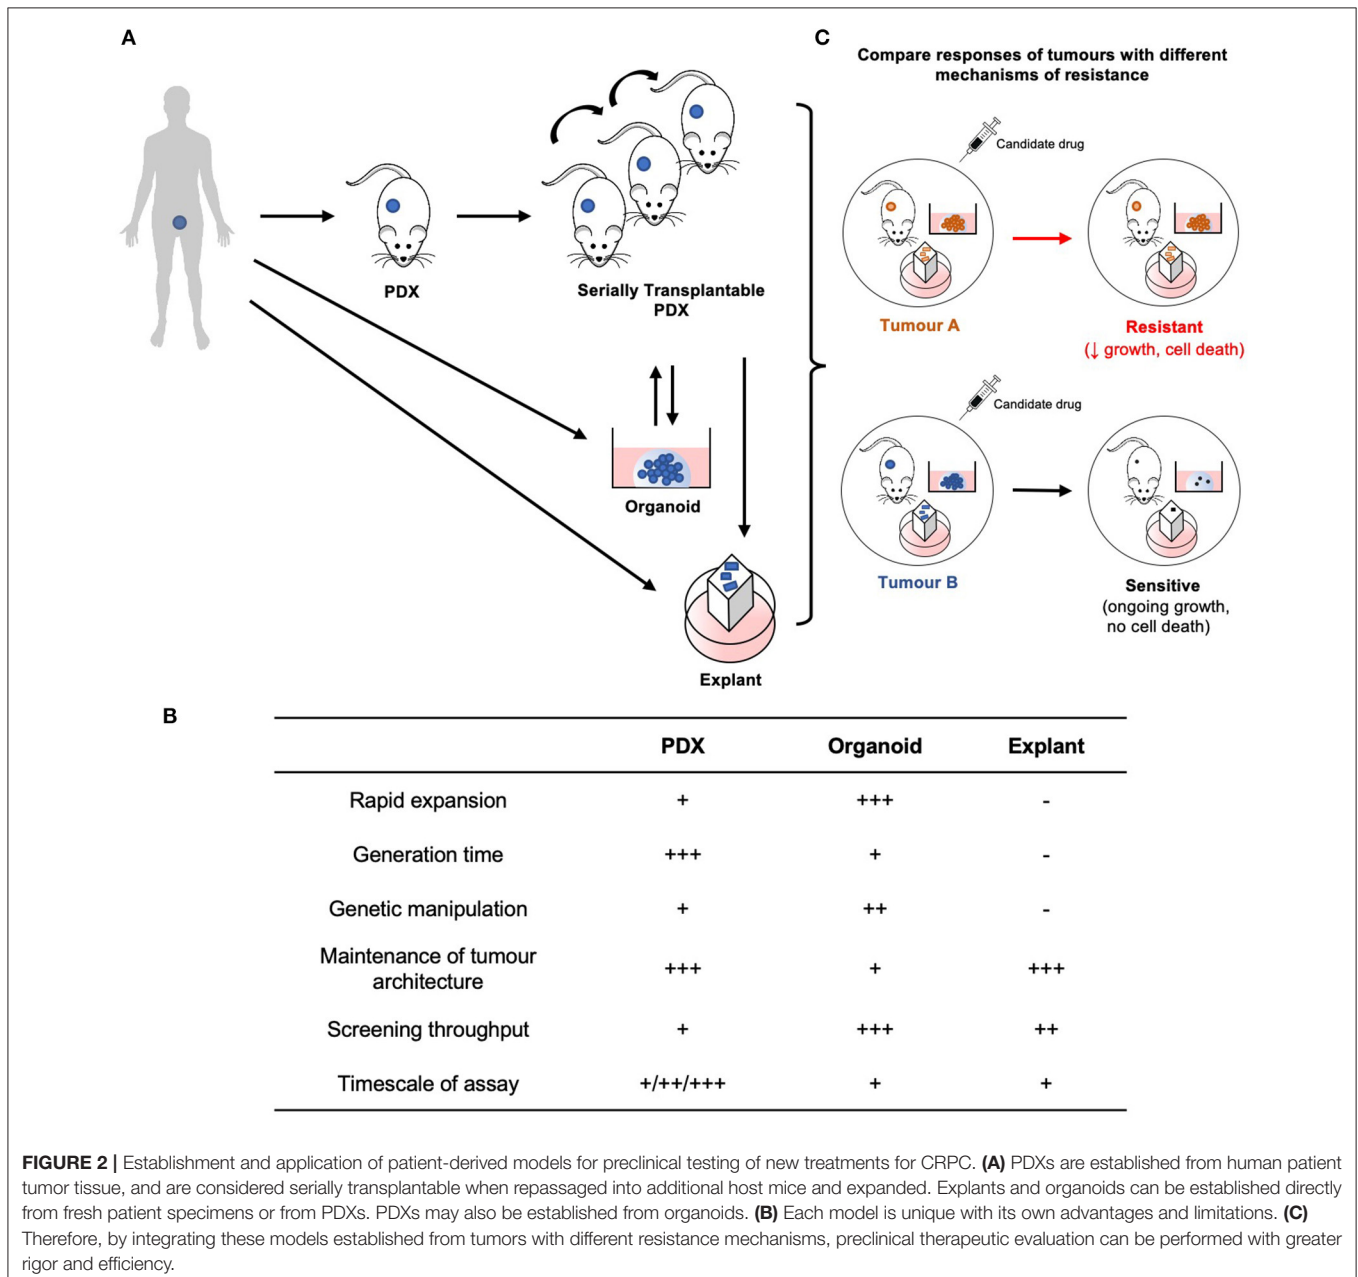 A
PDX
Serially Transplantable
PDX
Organoid
Explant
C
Compare responses of tumours with different
mechanisms of resistance
Candidate drug
Tumour A
Resistant
(↓ growth, cell death)
Candidate drug
Tumour B
Sensitive
(ongoing growth,
no cell death)
B
PDX Organoid Explant
Rapid expansion + +++ -
Generation time +++ + -
Genetic manipulation + ++ -
Maintenance of tumour
architecture +++ + +++
Screening throughput + +++ ++
Timescale of assay +/++/+++ + +
FIGURE 2 | Establishment and application of patient-derived models for preclinical testing of new treatments for CRPC. (A) PDXs are established from human patient
tumor tissue, and are considered serially transplantable when repassaged into additional host mice and expanded. Explants and organoids can be established directly
from fresh patient specimens or from PDXs. PDXs may also be established from organoids. (B) Each model is unique with its own advantages and limitations. (C)
Therefore, by integrating these models established from tumors with different resistance mechanisms, preclinical therapeutic evaluation can be performed with greater
rigor and efficiency.